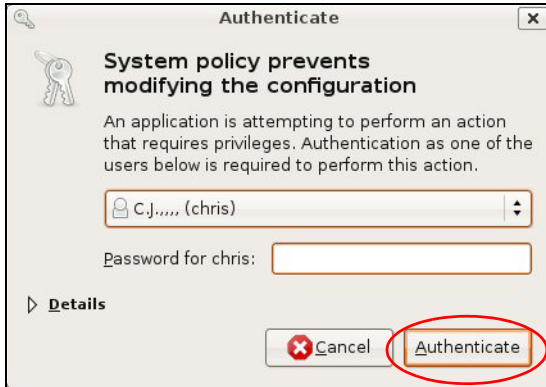 Authenticate
System policy prevents
modifying the configuration
An application is attempting to perform an action
that requires privileges. Authentication as one of the
users below is required to perform this action.
C.J.,,,,, (chris)
Password for chris:
Details
Cancel
Authenticate